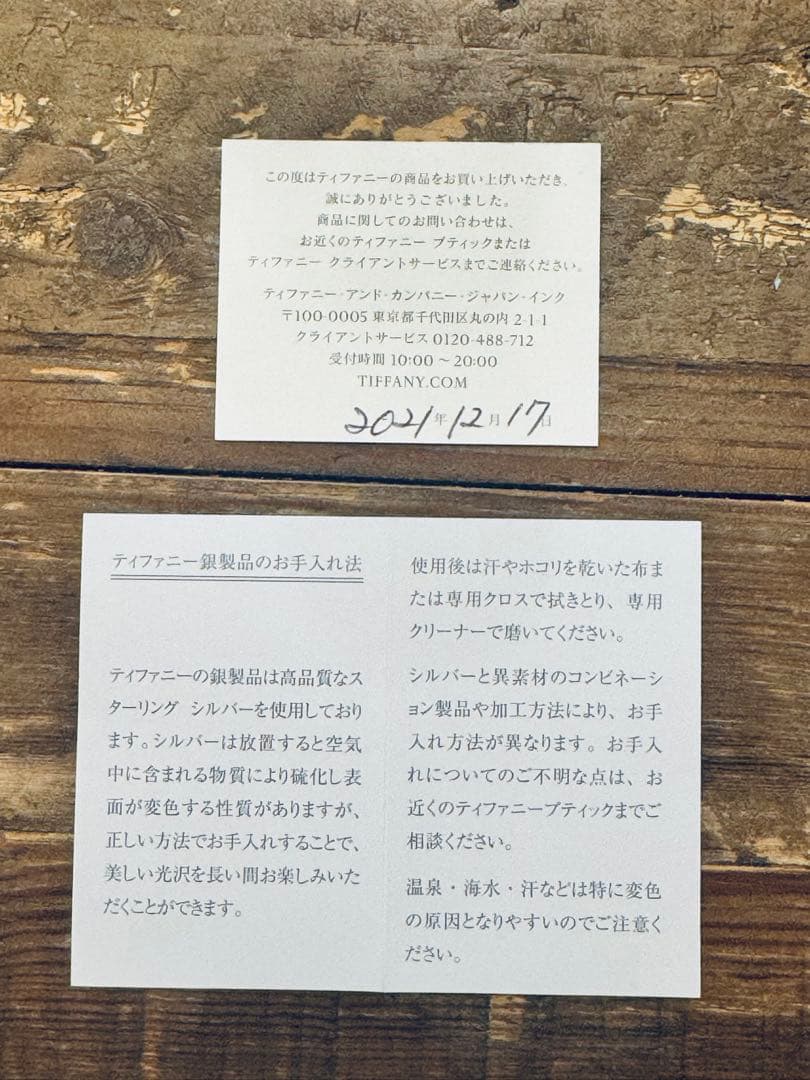 この度はティファニーの商品をお買い上げいただき、
誠にありがとうございました。
商品に関してのお問い合わせは、
お近くのティファニー ブティックまたは
ティファニー クライアントサービスまでご連絡ください。
ティファニー・アンド・カンパニー・ジャパン・インク
〒100-0005 東京都千代田区丸の内 2-1-1
クライアントサービス 0120-488-712
受付時間 10:00 ～ 20:00
TIFFANY.COM
2021年 12月 17日
ティファニー銀製品のお手入れ法
ティファニーの銀製品は高品質なス
ターリング シルバーを使用しており
ます。シルバーは放置すると空気
中に含まれる物質により硫化し表
面が変色する性質がありますが、
正しい方法でお手入れすることで、
美しい光沢を長い間お楽しみいた
だくことができます。
使用後は汗やホコリを乾いた布ま
たは専用クロスで拭きとり、専用
クリーナーで磨いてください。
シルバーと異素材のコンビネーシ
ョン製品や加工方法により、お手
入れ方法が異なります。お手入
れについてのご不明な点は、お
近くのティファニーブティックまでご
相談ください。
温泉・海水・汗などは特に変色
の原因となりやすいのでご注意く
ださい。